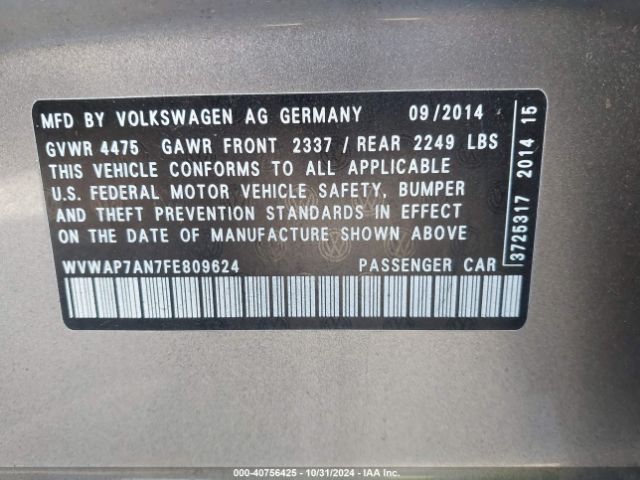 MFD BY VOLKSWAGEN AG GERMANY 09/2014
GVWR 4475 GAWR FRONT 2337 / REAR 2249 LBS
THIS VEHICLE CONFORMS TO ALL APPLICABLE
U.S. FEDERAL MOTOR VEHICLE SAFETY, BUMPER
AND THEFT PREVENTION STANDARDS IN EFFECT
ON THE DATE OF MANUFACTURE SHOWN ABOVE
WVWAP7AN7FE809624 PASSENGER CAR
3725317 2014 15
000-40756425 - 10/31/2024 - IAA Inc.